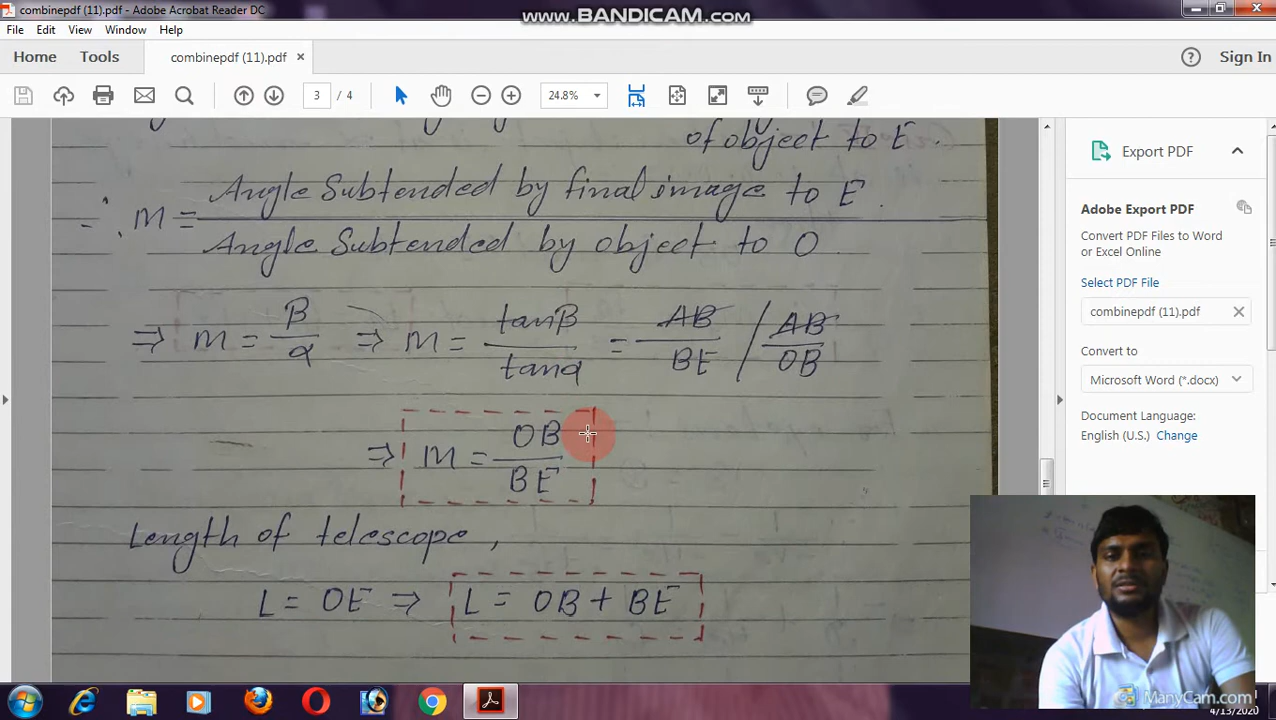 combinepdf (11).pdf - Adobe Acrobat Reader DC
www.BANDICAM.com
File Edit View Window Help
Home Tools combinepdf (11).pdf × Sign In
3 / 4 24.8%
of object to E.
∴ M = Angle Subtended by final image to E.
Angle Subtended by object to O
⇒ M = β/α ⇒ M = tanβ/tanα = AB/BE / AB/OB
⇒ M = OB/BE
Length of telescope,
L = OE ⇒ L = OB + BE
Export PDF
Adobe Export PDF
Convert PDF Files to Word
or Excel Online
Select PDF File
combinepdf (11).pdf ×
Convert to
Microsoft Word (*.docx)
Document Language:
English (U.S.) Change
ManyCam.com
4/13/2020